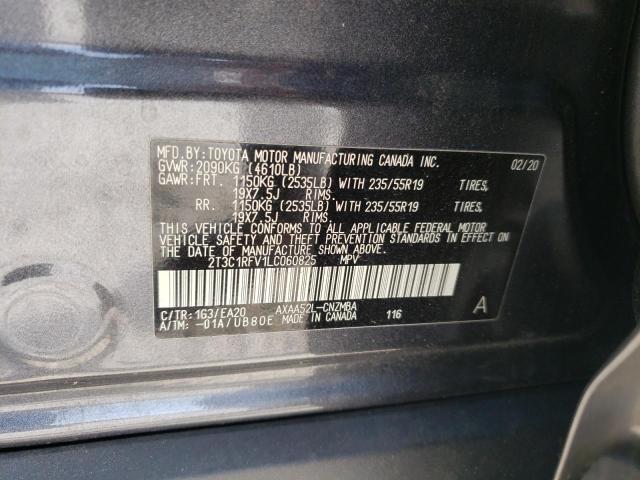 MFD.BY:TOYOTA MOTOR MANUFACTURING CANADA INC. 02/20
GVWR:2090KG (4610LB)
GAWR:FRT. 1150KG (2535LB) WITH 235/55R19 TIRES,
19X7.5J RIMS.
RR. 1150KG (2535LB) WITH 235/55R19 TIRES,
19X7.5J RIMS.
THIS VEHICLE CONFORMS TO ALL APPLICABLE FEDERAL MOTOR
VEHICLE SAFETY AND THEFT PREVENTION STANDARDS IN EFFECT ON
THE DATE OF MANUFACTURE SHOWN ABOVE.
2T3C1RFV1LC060825 MPV
C/TR:1G3/EA20 AXAA52L-CNZMBA A
A/TM: -01A/UB80E MADE IN CANADA 116